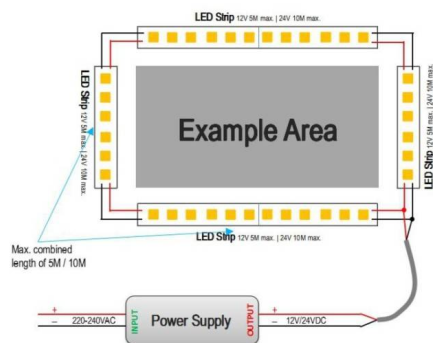 LED Strip 12V 5M max. | 24V 10M max.
LED Strip 12V 5M max. | 24V 10M max.
Example Area
LED Strip 12V 5M max. | 24V 10M max.
LED Strip 12V 5M max. | 24V 10M max.
Max. combined
length of 5M / 10M
+
220-240VAC
–
INPUT
Power Supply
OUTPUT
+
12V/24VDC
–